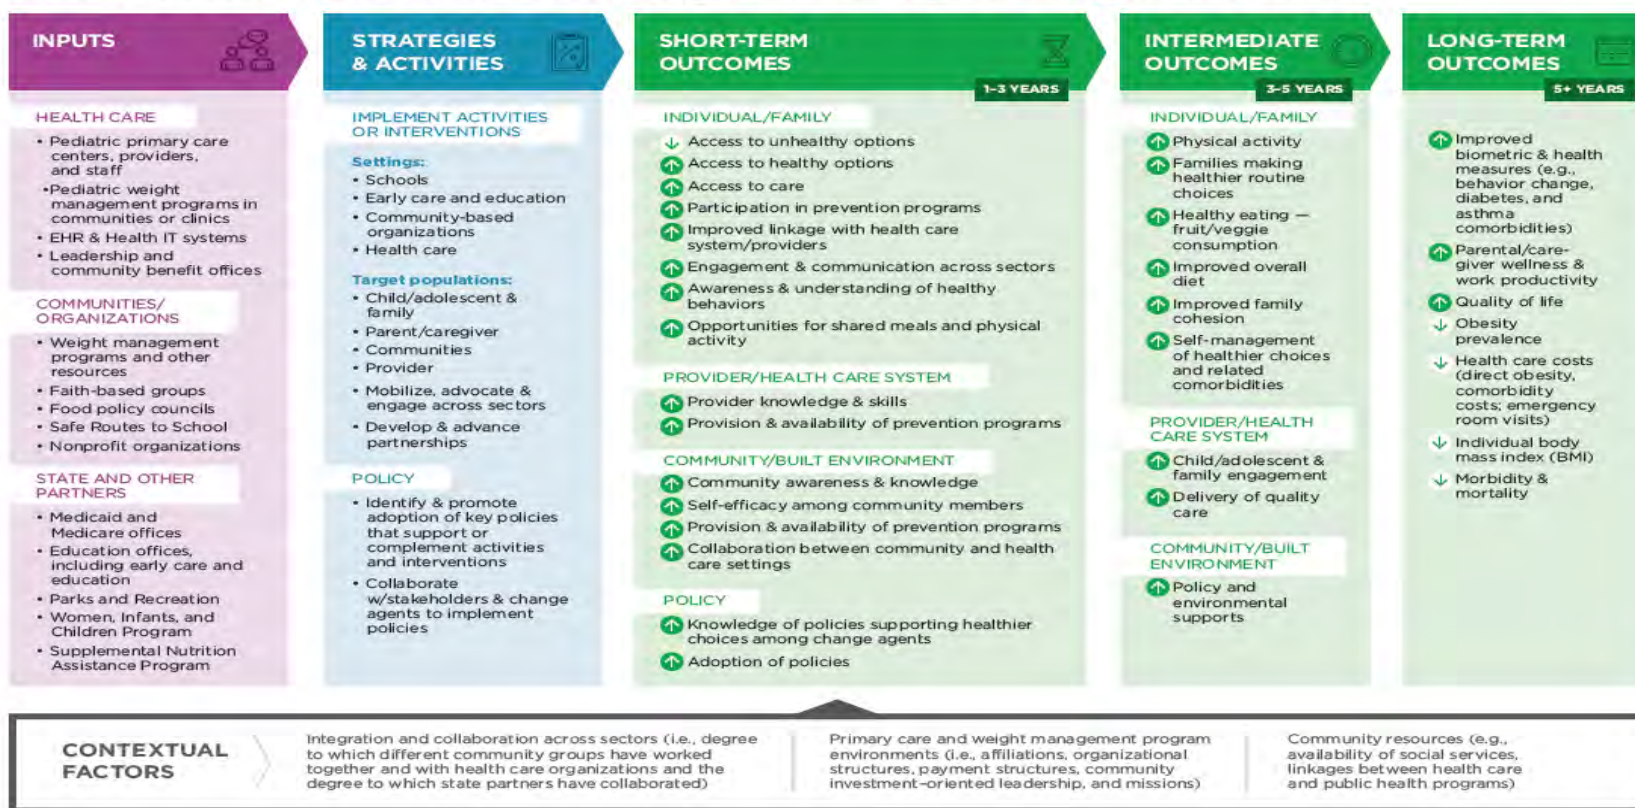 INPUTS
HEALTH CARE
• Pediatric primary care
centers, providers,
and staff
•Pediatric weight
management programs in
communities or clinics
• EHR & Health IT systems
• Leadership and
community benefit offices
COMMUNITIES/
ORGANIZATIONS
• Weight management
programs and other
resources
• Faith-based groups
• Food policy councils
• Safe Routes to School
• Nonprofit organizations
STATE AND OTHER
PARTNERS
• Medicaid and
Medicare offices
• Education offices,
including early care and
education
• Parks and Recreation
• Women, Infants, and
Children Program
• Supplemental Nutrition
Assistance Program
STRATEGIES
& ACTIVITIES
IMPLEMENT ACTIVITIES
OR INTERVENTIONS
Settings:
• Schools
• Early care and education
• Community-based
organizations
• Health care
Target populations:
• Child/adolescent &
family
• Parent/caregiver
• Communities
• Provider
• Mobilize, advocate &
engage across sectors
• Develop & advance
partnerships
POLICY
• Identify & promote
adoption of key policies
that support or
complement activities
and interventions
• Collaborate
w/stakeholders & change
agents to implement
policies
SHORT-TERM
OUTCOMES
1–3 YEARS
INDIVIDUAL/FAMILY
↓ Access to unhealthy options
↑ Access to healthy options
↑ Access to care
↑ Participation in prevention programs
↑ Improved linkage with health care
system/providers
↑ Engagement & communication across sectors
↑ Awareness & understanding of healthy
behaviors
↑ Opportunities for shared meals and physical
activity
PROVIDER/HEALTH CARE SYSTEM
↑ Provider knowledge & skills
↑ Provision & availability of prevention programs
COMMUNITY/BUILT ENVIRONMENT
↑ Community awareness & knowledge
↑ Self-efficacy among community members
↑ Provision & availability of prevention programs
↑ Collaboration between community and health
care settings
POLICY
↑ Knowledge of policies supporting healthier
choices among change agents
↑ Adoption of policies
INTERMEDIATE
OUTCOMES
3–5 YEARS
INDIVIDUAL/FAMILY
↑ Physical activity
↑ Families making
healthier routine
choices
↑ Healthy eating —
fruit/veggie
consumption
↑ Improved overall
diet
↑ Improved family
cohesion
↑ Self-management
of healthier choices
and related
comorbidities
PROVIDER/HEALTH
CARE SYSTEM
↑ Child/adolescent &
family engagement
↑ Delivery of quality
care
COMMUNITY/BUILT
ENVIRONMENT
↑ Policy and
environmental
supports
LONG-TERM
OUTCOMES
5+ YEARS
↑ Improved
biometric & health
measures (e.g.,
behavior change,
diabetes, and
asthma
comorbidities)
↑ Parental/care-
giver wellness &
work productivity
↑ Quality of life
↓ Obesity
prevalence
↓ Health care costs
(direct obesity,
comorbidity
costs; emergency
room visits)
↓ Individual body
mass index (BMI)
↓ Morbidity &
mortality
CONTEXTUAL
FACTORS
Integration and collaboration across sectors (i.e., degree
to which different community groups have worked
together and with health care organizations and the
degree to which state partners have collaborated)
Primary care and weight management program
environments (i.e., affiliations, organizational
structures, payment structures, community
investment-oriented leadership, and missions)
Community resources (e.g.,
availability of social services,
linkages between health care
and public health programs)